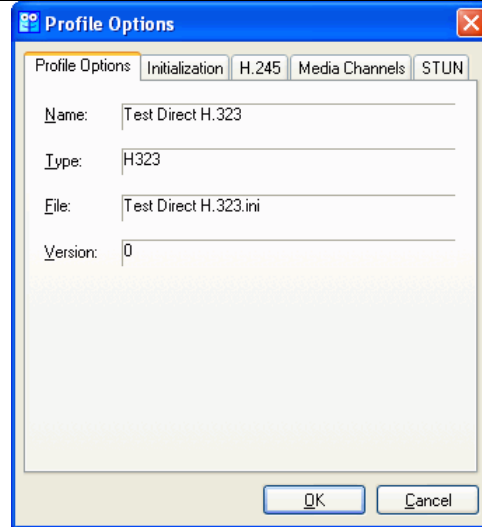 Profile Options
Profile Options Initialization H.245 Media Channels STUN
Name: Test Direct H.323
Type: H323
File: Test Direct H.323.ini
Version: 0
OK Cancel